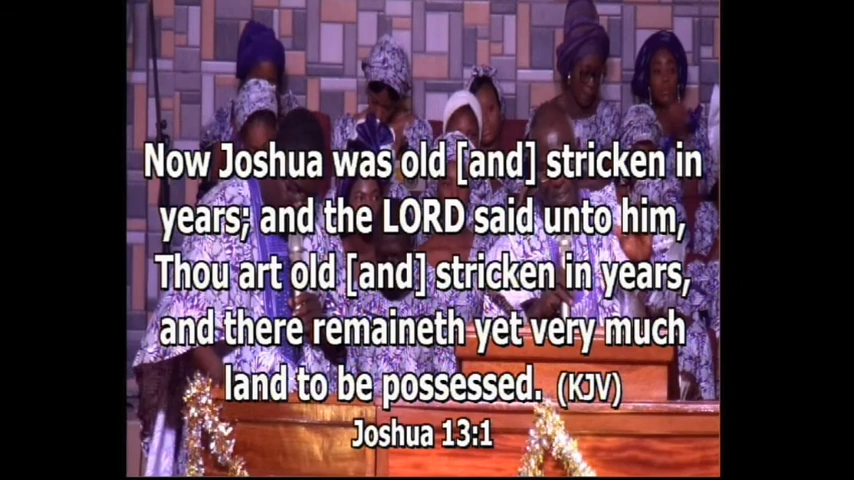 Now Joshua was old [and] stricken in
years; and the LORD said unto him,
Thou art old [and] stricken in years,
and there remaineth yet very much
land to be possessed. (KJV)
Joshua 13:1